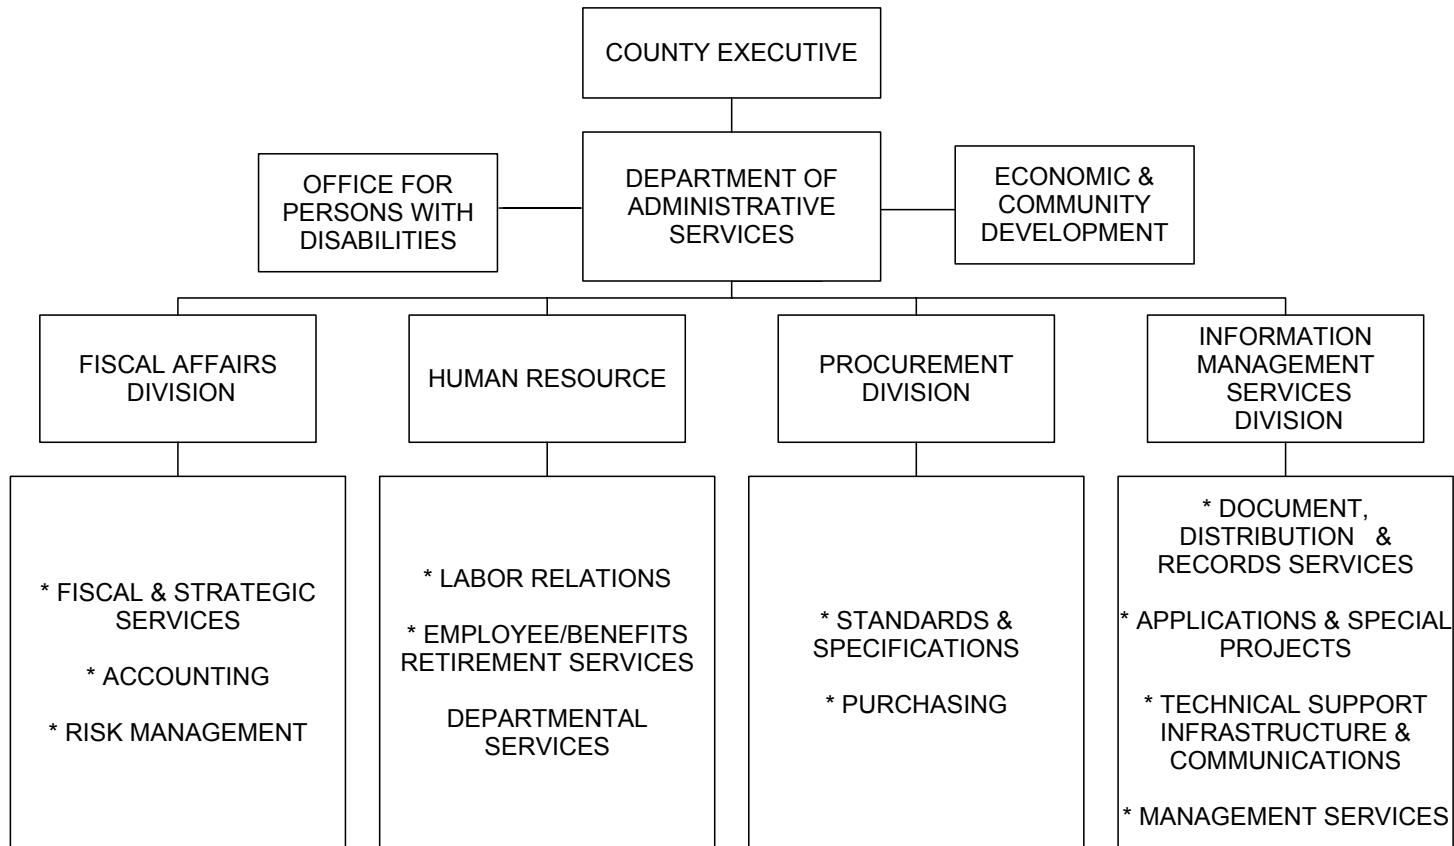 COUNTY EXECUTIVE
OFFICE FOR
PERSONS WITH
DISABILITIES
DEPARTMENT OF
ADMINISTRATIVE
SERVICES
ECONOMIC &
COMMUNITY
DEVELOPMENT
FISCAL AFFAIRS
DIVISION
HUMAN RESOURCE
PROCUREMENT
DIVISION
INFORMATION
MANAGEMENT
SERVICES
DIVISION
* FISCAL & STRATEGIC
SERVICES
* ACCOUNTING
* RISK MANAGEMENT
* LABOR RELATIONS
* EMPLOYEE/BENEFITS
RETIREMENT SERVICES
DEPARTMENTAL
SERVICES
* STANDARDS &
SPECIFICATIONS
* PURCHASING
* DOCUMENT,
DISTRIBUTION &
RECORDS SERVICES
* APPLICATIONS & SPECIAL
PROJECTS
* TECHNICAL SUPPORT
INFRASTRUCTURE &
COMMUNICATIONS
* MANAGEMENT SERVICES